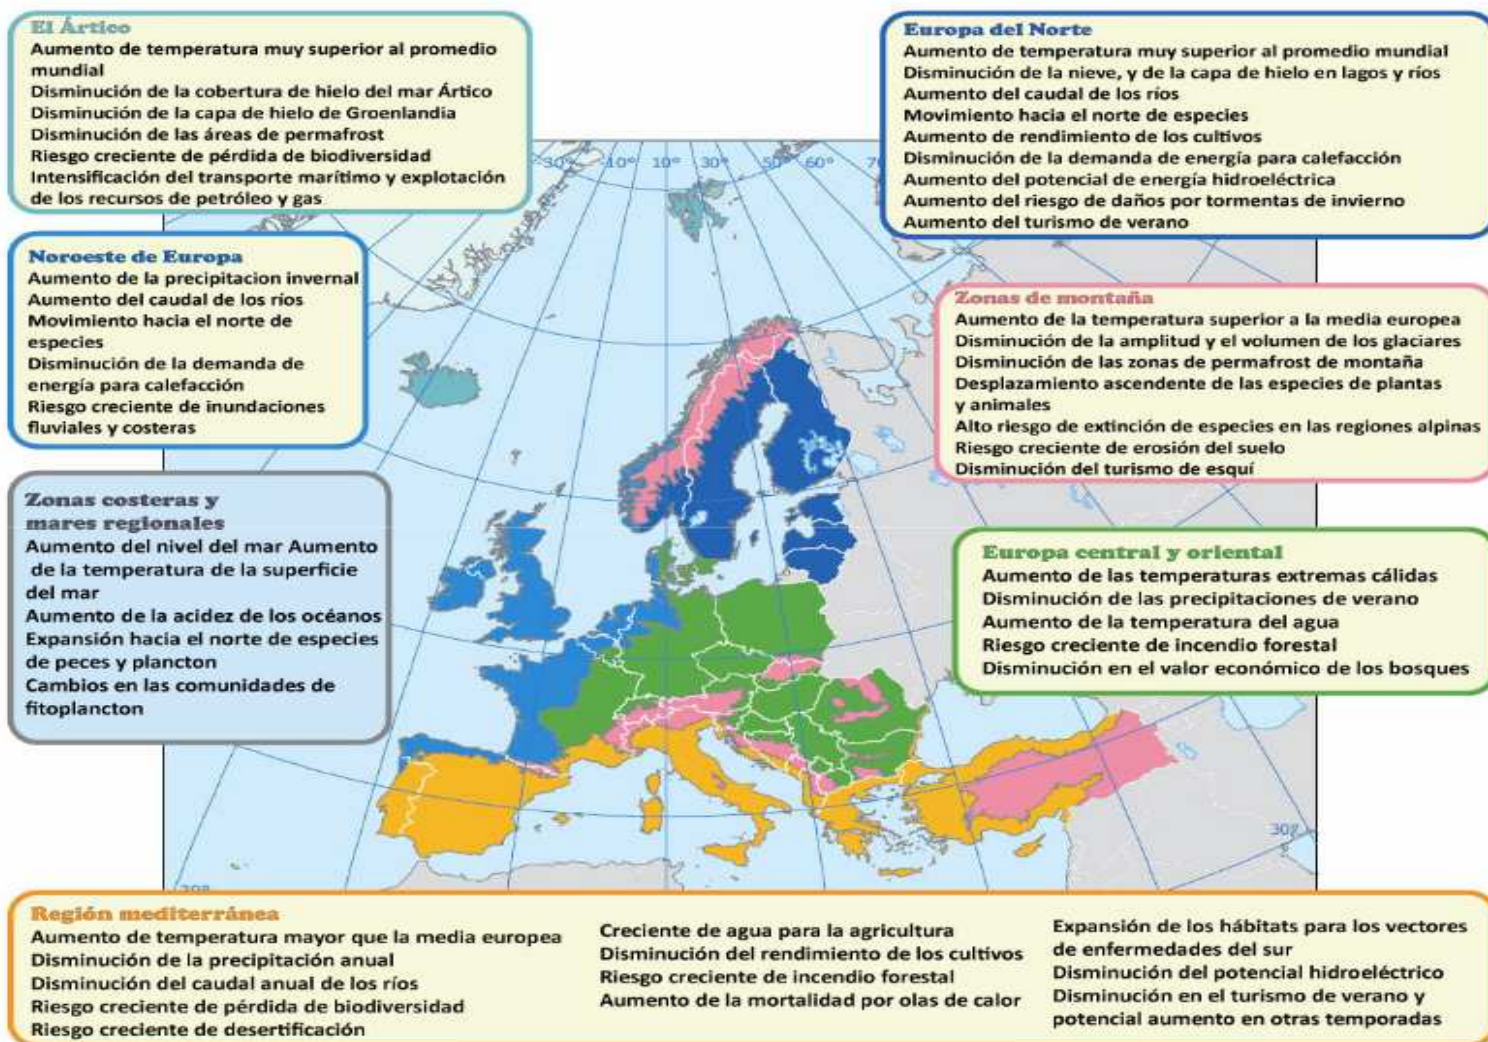 El Ártico
Aumento de temperatura muy superior al promedio
mundial
Disminución de la cobertura de hielo del mar Ártico
Disminución de la capa de hielo de Groenlandia
Disminución de las áreas de permafrost
Riesgo creciente de pérdida de biodiversidad
Intensificación del transporte marítimo y explotación
de los recursos de petróleo y gas
Europa del Norte
Aumento de temperatura muy superior al promedio mundial
Disminución de la nieve, y de la capa de hielo en lagos y ríos
Aumento del caudal de los ríos
Movimiento hacia el norte de especies
Aumento de rendimiento de los cultivos
Disminución de la demanda de energía para calefacción
Aumento del potencial de energía hidroeléctrica
Aumento del riesgo de daños por tormentas de invierno
Aumento del turismo de verano
-30° -10° 10° 30° 50° 60°
Noroeste de Europa
Aumento de la precipitacion invernal
Aumento del caudal de los ríos
Movimiento hacia el norte de
especies
Disminución de la demanda de
energía para calefacción
Riesgo creciente de inundaciones
fluviales y costeras
Zonas de montaña
Aumento de la temperatura superior a la media europea
Disminución de la amplitud y el volumen de los glaciares
Disminución de las zonas de permafrost de montaña
Desplazamiento ascendente de las especies de plantas
y animales
Alto riesgo de extinción de especies en las regiones alpinas
Riesgo creciente de erosión del suelo
Disminución del turismo de esquí
Zonas costeras y
mares regionales
Aumento del nivel del mar Aumento
de la temperatura de la superficie
del mar
Aumento de la acidez de los océanos
Expansión hacia el norte de especies
de peces y plancton
Cambios en las comunidades de
fitoplancton
Europa central y oriental
Aumento de las temperaturas extremas cálidas
Disminución de las precipitaciones de verano
Aumento de la temperatura del agua
Riesgo creciente de incendio forestal
Disminución en el valor económico de los bosques
30°
Región mediterránea
Aumento de temperatura mayor que la media europea
Disminución de la precipitación anual
Disminución del caudal anual de los ríos
Riesgo creciente de pérdida de biodiversidad
Riesgo creciente de desertificación
Creciente de agua para la agricultura
Disminución del rendimiento de los cultivos
Riesgo creciente de incendio forestal
Aumento de la mortalidad por olas de calor
Expansión de los hábitats para los vectores
de enfermedades del sur
Disminución del potencial hidroeléctrico
Disminución en el turismo de verano y
potencial aumento en otras temporadas